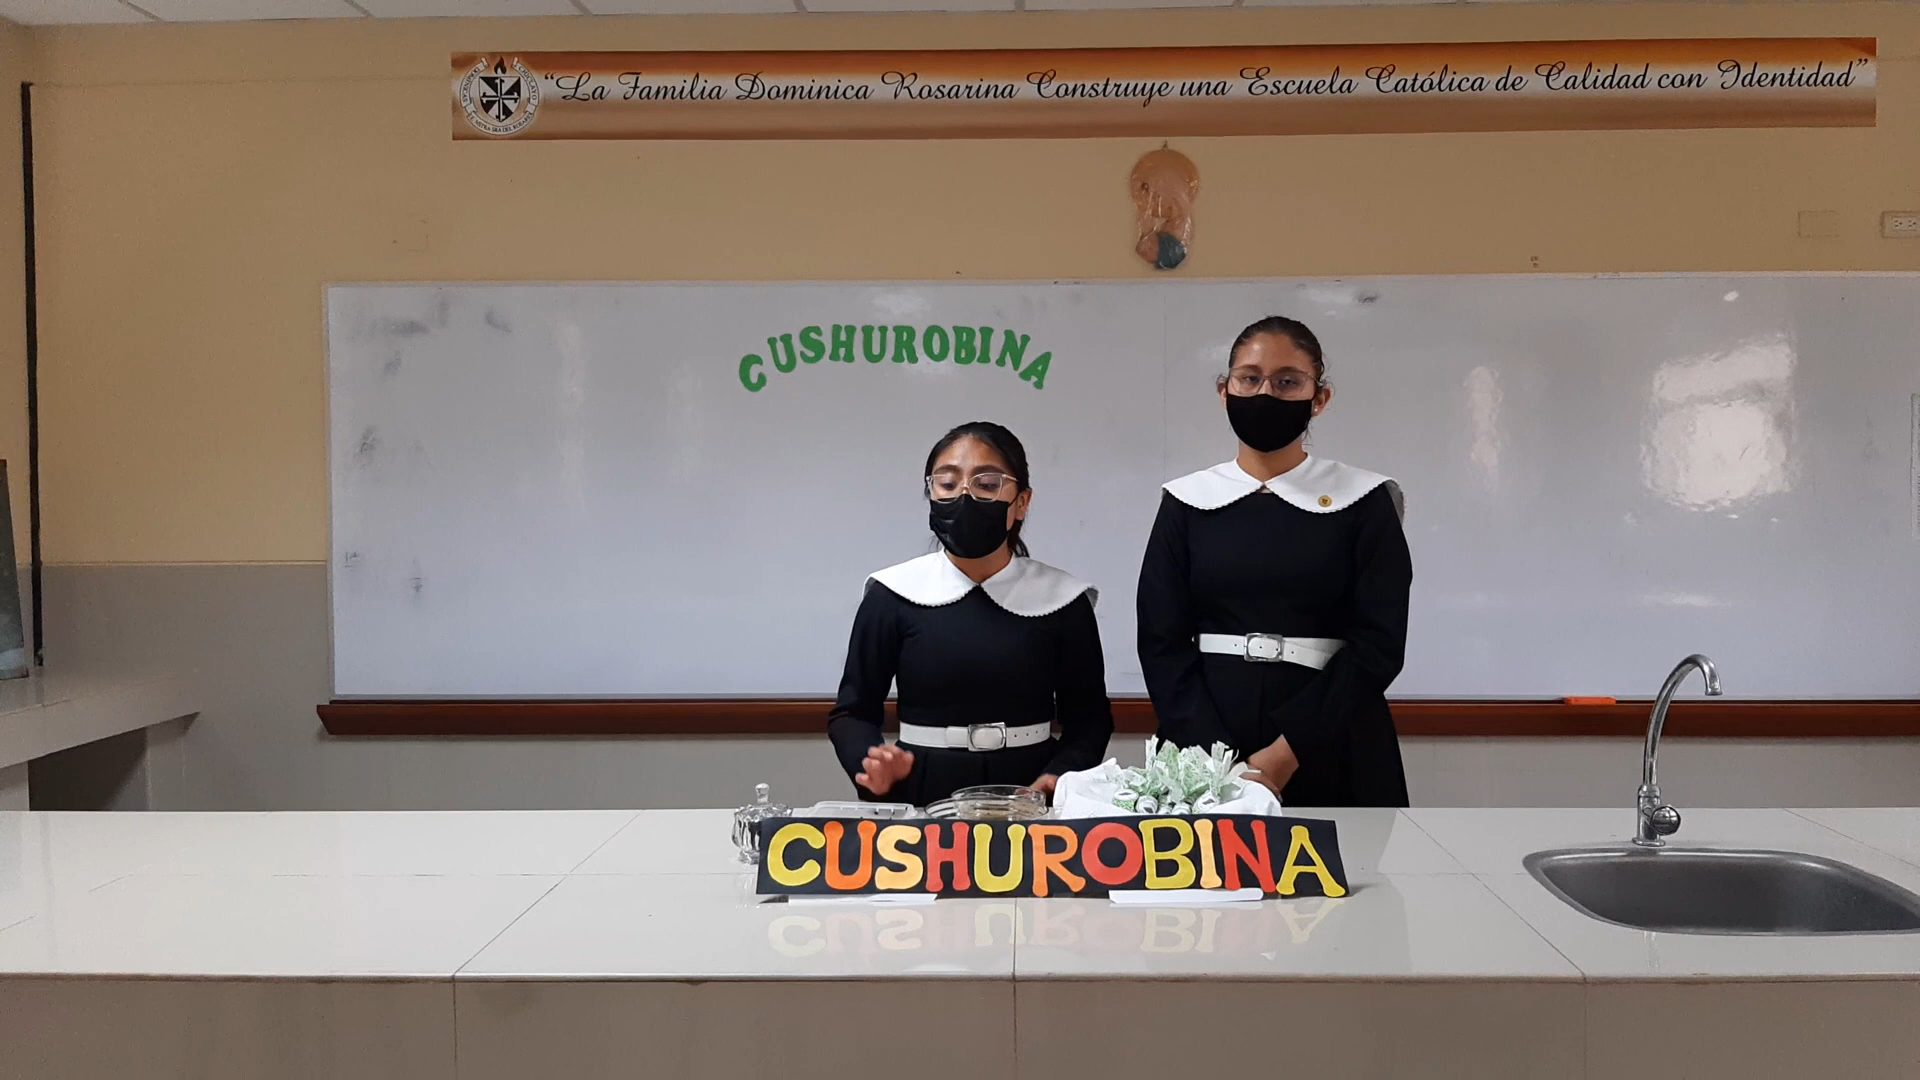 “La Familia Dominica Rosarina Construye una Escuela Católica de Calidad con Identidad”
CUSHUROBINA
CUSHUROBINA